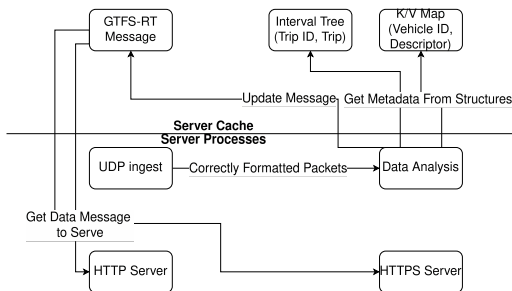 GTFS-RT
Message
Interval Tree
(Trip ID, Trip)
K/V Map
(Vehicle ID,
Descriptor)
Update Message
Get Metadata From Structures
Server Cache
Server Processes
UDP ingest
Correctly Formatted Packets
Data Analysis
Get Data Message
to Serve
HTTP Server
HTTPS Server